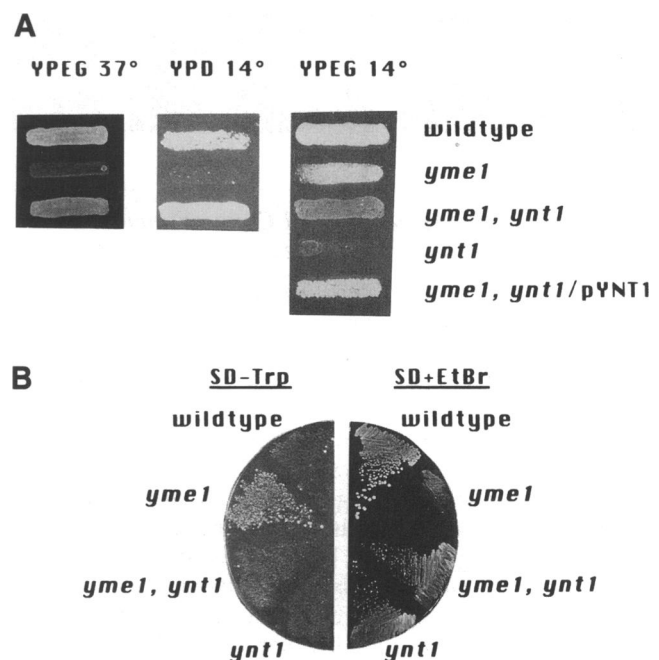 A
YPEG 37° YPD 14° YPEG 14°
wildtype
yme1
yme1, ynt1
ynt1
yme1, ynt1/pYNT1
B
SD-Trp SD+EtBr
wildtype wildtype
yme1 yme1
yme1, ynt1 yme1, ynt1
ynt1 ynt1